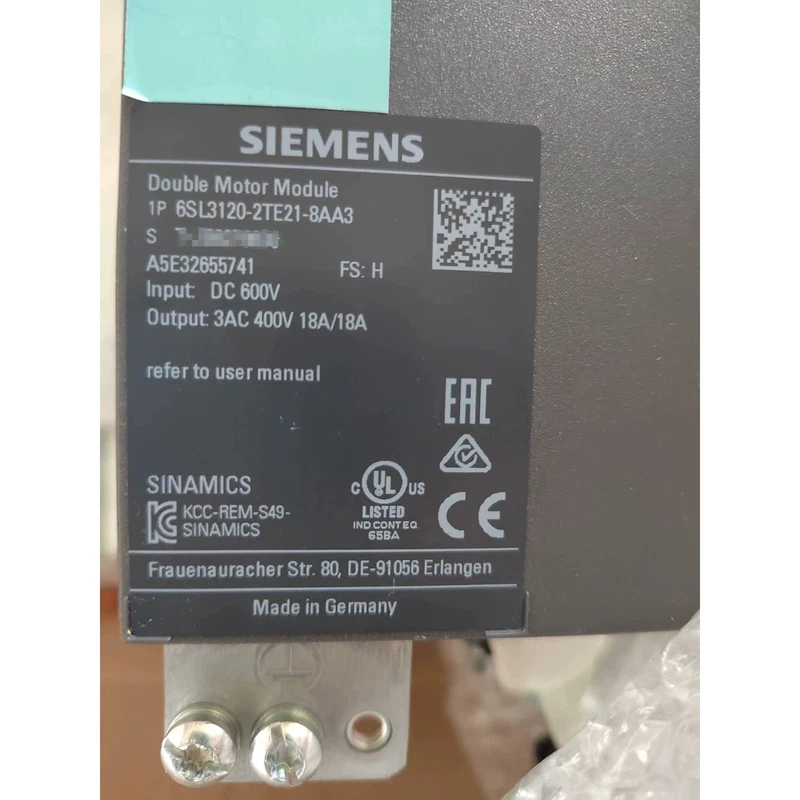 SIEMENS
Double Motor Module
1P 6SL3120-2TE21-8AA3
S
A5E32655741 FS: H
Input: DC 600V
Output: 3AC 400V 18A/18A
refer to user manual
EAC
SINAMICS
KCC-REM-S49-
SINAMICS
C UL US
LISTED
IND CONT EQ
65BA
CE
Frauenauracher Str. 80, DE-91056 Erlangen
Made in Germany